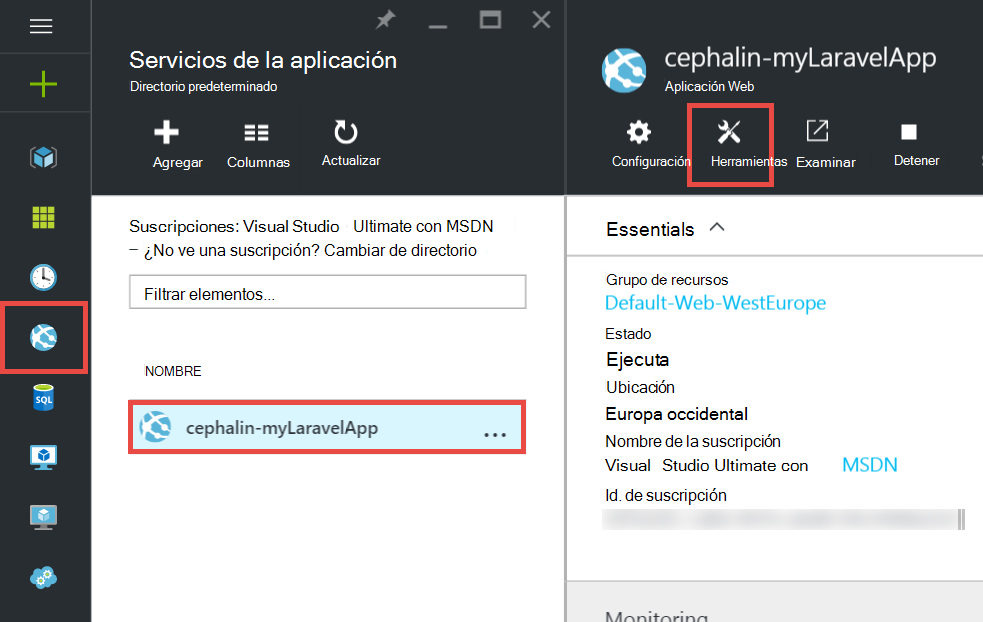 Servicios de la aplicación
Directorio predeterminado
Agregar
Columnas
Actualizar
Suscripciones: Visual Studio Ultimate con MSDN
– ¿No ve una suscripción? Cambiar de directorio
Filtrar elementos...
NOMBRE
cephalin-myLaravelApp
...
SQL
cephalin-myLaravelApp
Aplicación Web
Configuración
Herramientas
Examinar
Detener
Essentials
Grupo de recursos
Default-Web-WestEurope
Estado
Ejecuta
Ubicación
Europa occidental
Nombre de la suscripción
Visual Studio Ultimate con MSDN
Id. de suscripción
Monitoring